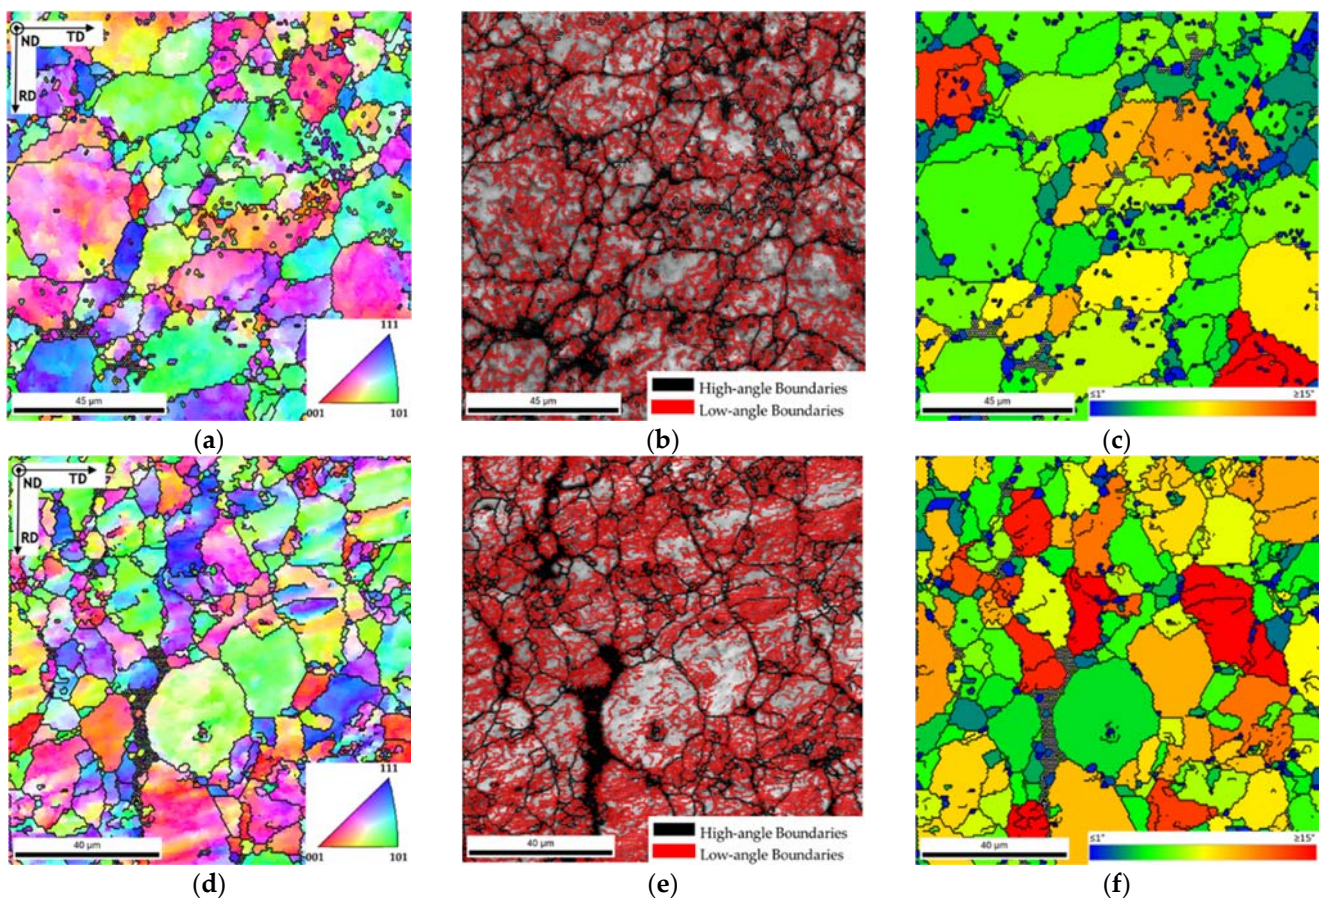 ND
TD
RD
111
001
101
45 µm
High-angle Boundaries
Low-angle Boundaries
45 µm
≤1°
≥15°
45 µm
(a)
(b)
(c)
ND
TD
RD
111
001
101
40 µm
High-angle Boundaries
Low-angle Boundaries
40 µm
≤1°
≥15°
40 µm
(d)
(e)
(f)